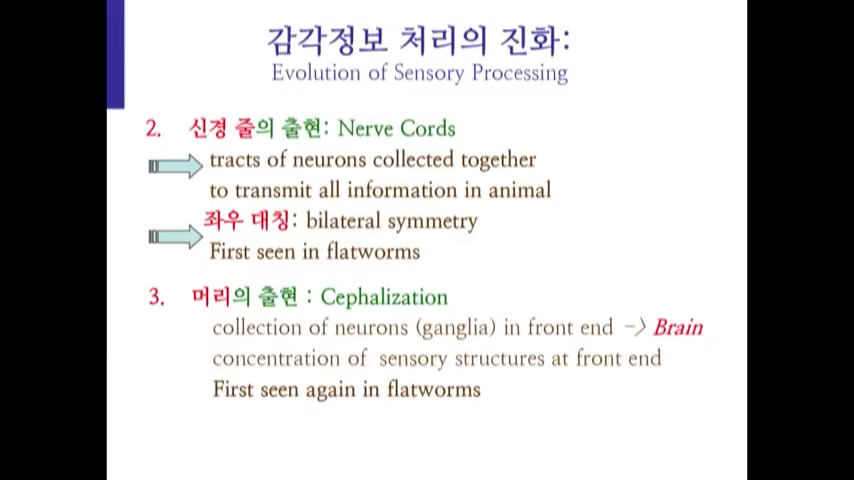 감각정보 처리의 진화:
Evolution of Sensory Processing
2. 신경 줄의 출현: Nerve Cords
tracts of neurons collected together
to transmit all information in animal
좌우 대칭: bilateral symmetry
First seen in flatworms
3. 머리의 출현 : Cephalization
collection of neurons (ganglia) in front end -> Brain
concentration of sensory structures at front end
First seen again in flatworms